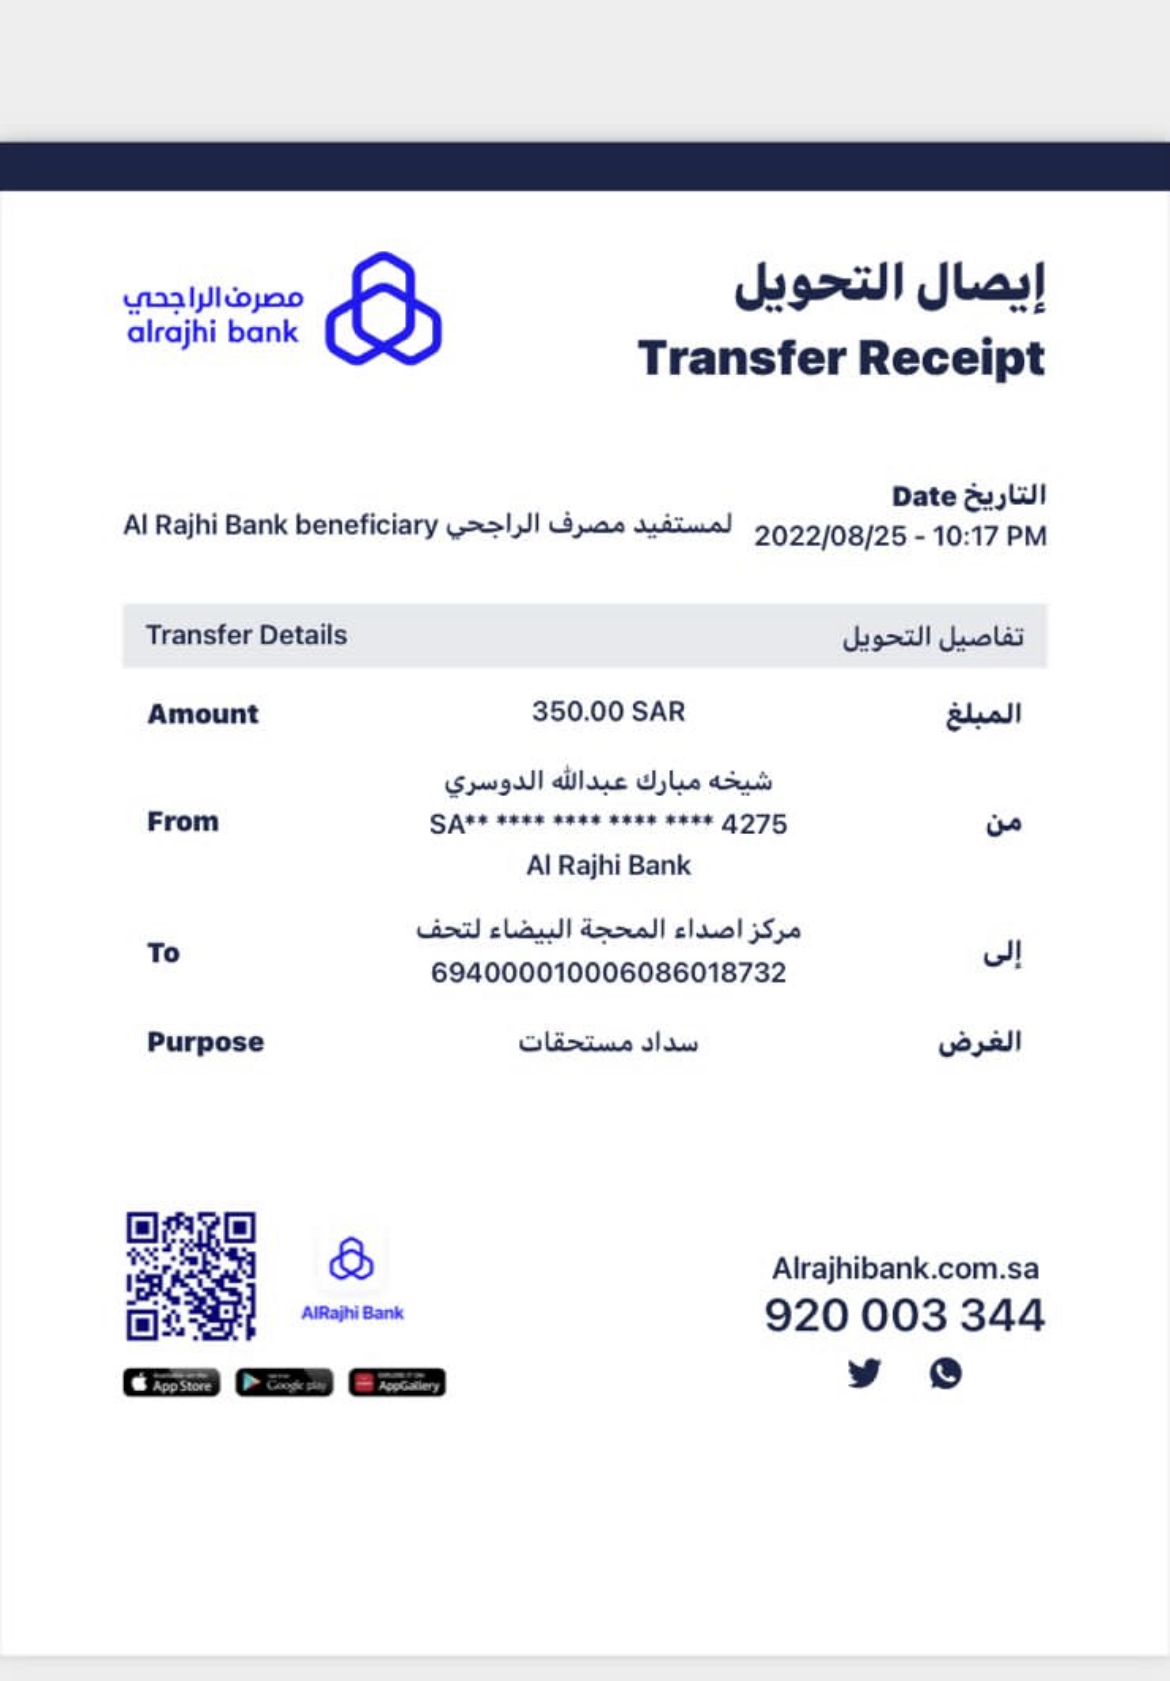 إيصال التحويل
Transfer Receipt
مصرف الراجحي
alrajhi bank
التاريخ Date
2022/08/25 - 10:17 PM
لمستفيد مصرف الراجحي Al Rajhi Bank beneficiary
Transfer Details تفاصيل التحويل
Amount 350.00 SAR المبلغ
شيخه مبارك عبدالله الدوسري
From SA** **** **** **** **** 4275 من
Al Rajhi Bank
مركز اصداء المحجة البيضاء لتحف
To إلى
694000010006086018732
Purpose سداد مستحقات الغرض
AlRajhi Bank
App Store
Google play
AppGallery
Alrajhibank.com.sa
920 003 344